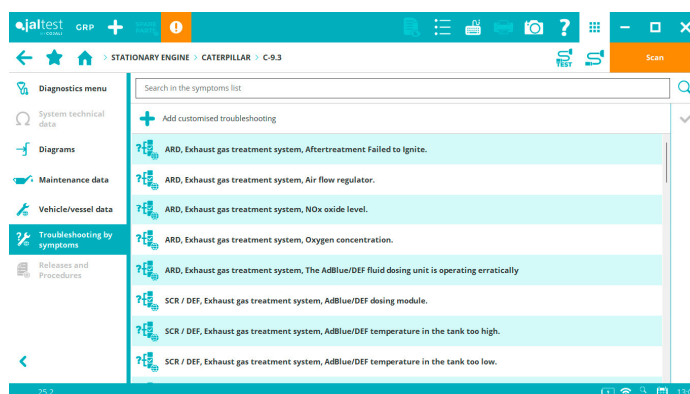 jaltest GRP
STATIONARY ENGINE > CATERPILLAR > C-9.3
TEST
Scan
Diagnostics menu
Search in the symptoms list
System technical
data
Add customised troubleshooting
Diagrams
ARD, Exhaust gas treatment system, Aftertreatment Failed to Ignite.
Maintenance data
ARD, Exhaust gas treatment system, Air flow regulator.
Vehicle/vessel data
ARD, Exhaust gas treatment system, NOx oxide level.
Troubleshooting by
symptoms
ARD, Exhaust gas treatment system, Oxygen concentration.
Releases and
Procedures
ARD, Exhaust gas treatment system, The AdBlue/DEF fluid dosing unit is operating erratically
SCR / DEF, Exhaust gas treatment system, AdBlue/DEF dosing module.
SCR / DEF, Exhaust gas treatment system, AdBlue/DEF temperature in the tank too high.
SCR / DEF, Exhaust gas treatment system, AdBlue/DEF temperature in the tank too low.
25.2